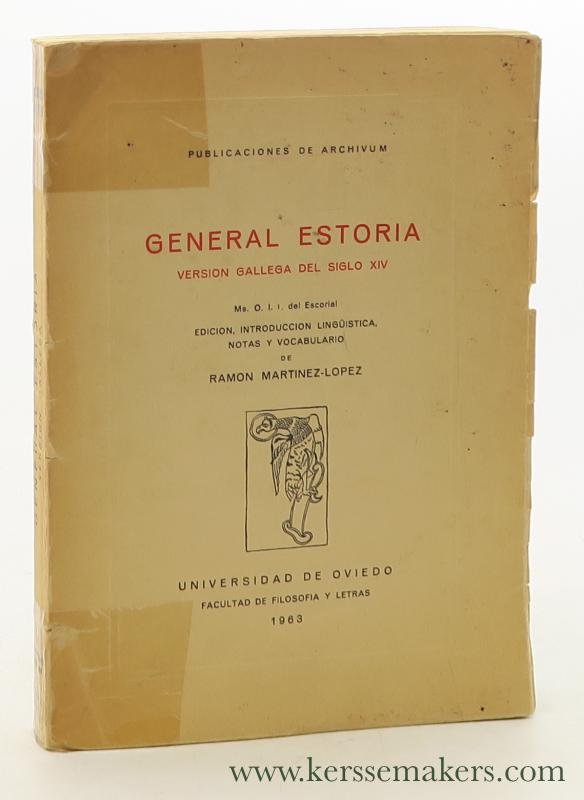 PUBLICACIONES DE ARCHIVUM
GENERAL ESTORIA
VERSION GALLEGA DEL SIGLO XIV
Ms. O. I. 1. del Escorial
EDICION, INTRODUCCION LINGÜISTICA,
NOTAS Y VOCABULARIO
DE
RAMON MARTINEZ-LOPEZ
UNIVERSIDAD DE OVIEDO
FACULTAD DE FILOSOFIA Y LETRAS
1963
www.kerssemakers.com